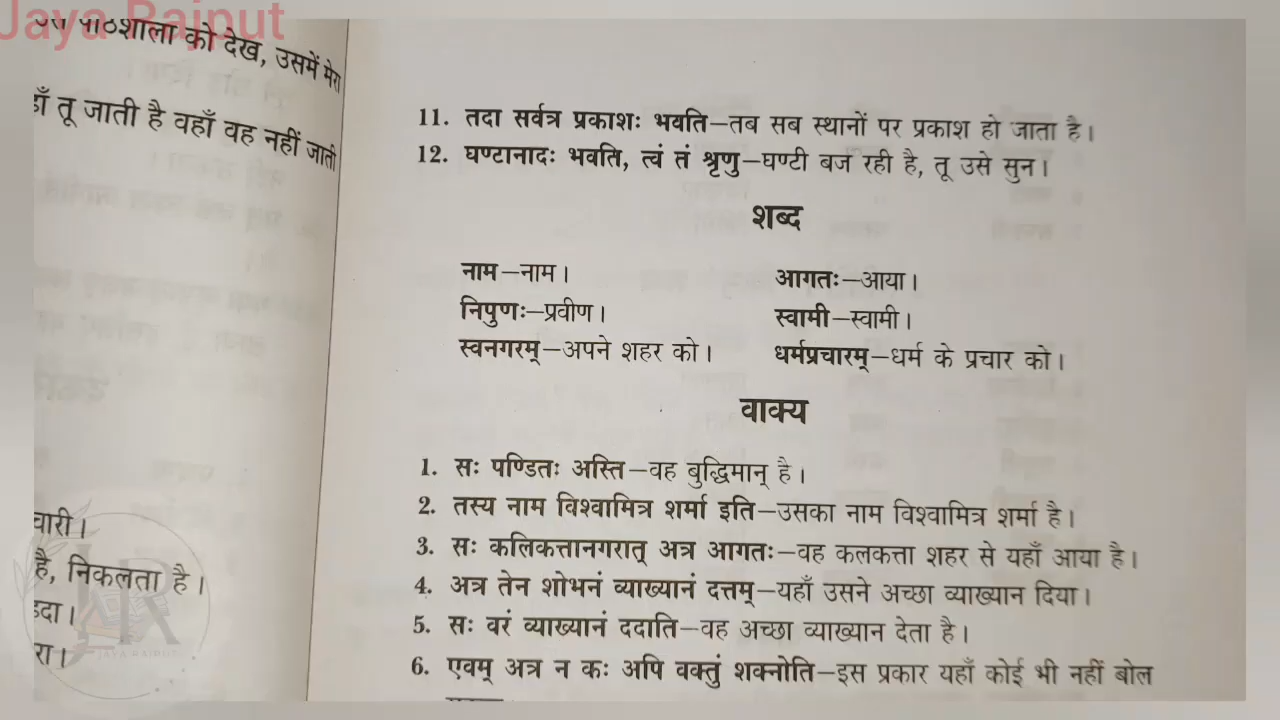 Jaya Rajput
पाठशाला को देख, उसमें मेरा
तू जाती है वहाँ वह नहीं जाती
11. तदा सर्वत्र प्रकाशः भवति—तब सब स्थानों पर प्रकाश हो जाता है।
12. घण्टानादः भवति, त्वं तं श्रृणु—घण्टी बज रही है, तू उसे सुन।
शब्द
नाम—नाम। आगतः—आया।
निपुणः—प्रवीण। स्वामी—स्वामी।
स्वनगरम्—अपने शहर को। धर्मप्रचारम्—धर्म के प्रचार को।
वाक्य
1. सः पण्डितः अस्ति—वह बुद्धिमान् है।
2. तस्य नाम विश्वामित्र शर्मा इति—उसका नाम विश्वामित्र शर्मा है।
3. सः कलिकत्तानगरात् अत्र आगतः—वह कलकत्ता शहर से यहाँ आया है।
4. अत्र तेन शोभनं व्याख्यानं दत्तम्—यहाँ उसने अच्छा व्याख्यान दिया।
5. सः वरं व्याख्यानं ददाति—वह अच्छा व्याख्यान देता है।
6. एवम् अत्र न कः अपि वक्तुं शक्नोति—इस प्रकार यहाँ कोई भी नहीं बोल
चारी।
है, निकलता है।
JAYA RAJPUT